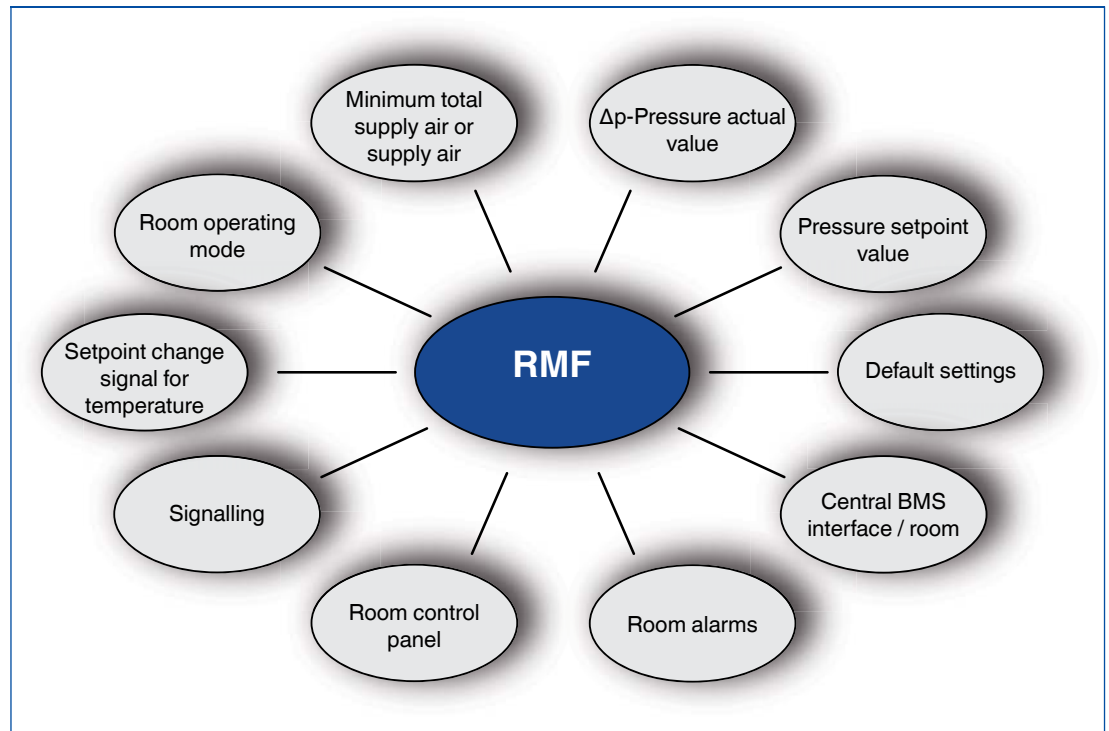 Minimum total
supply air or
supply air
Δp-Pressure actual
value
Room operating
mode
Pressure setpoint
value
Setpoint change
signal for
temperature
RMF
Default settings
Signalling
Central BMS
interface / room
Room control
panel
Room alarms